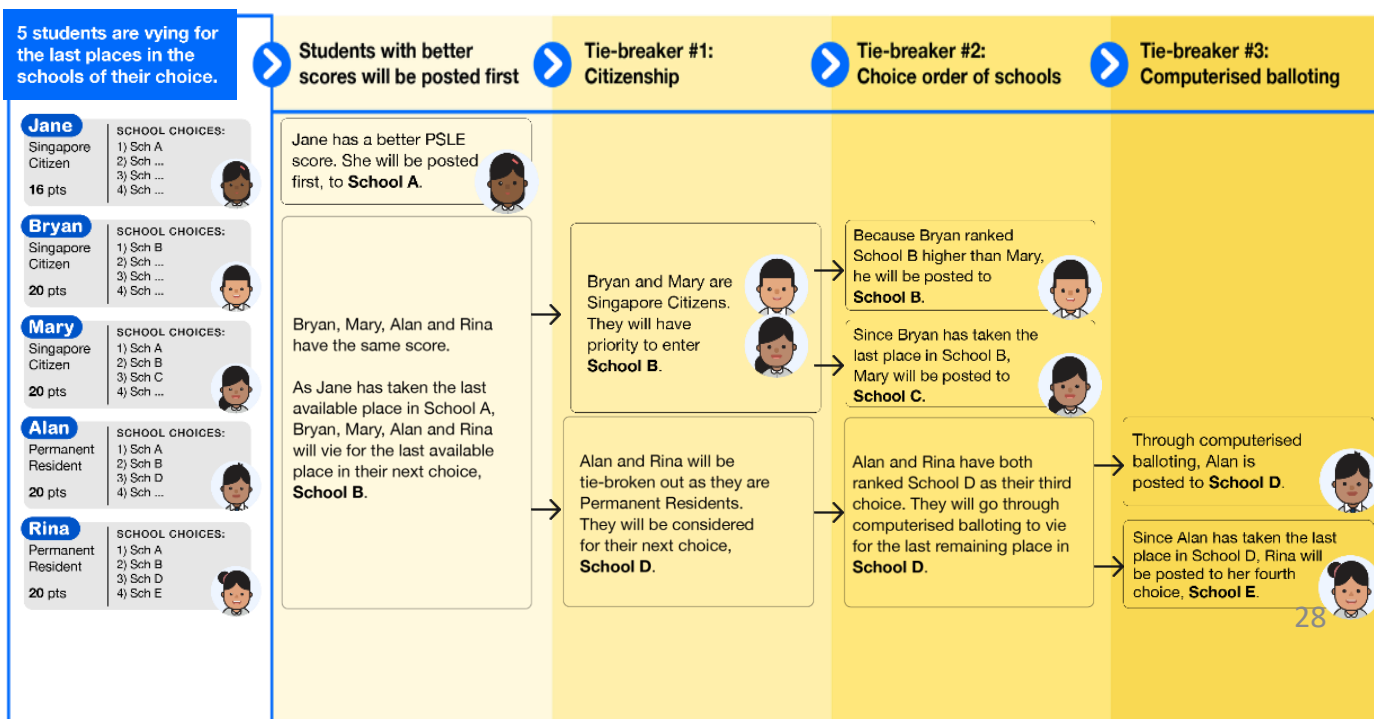 5 students are vying for
the last places in the
schools of their choice.
Students with better
scores will be posted first
Tie-breaker #1:
Citizenship
Tie-breaker #2:
Choice order of schools
Tie-breaker #3:
Computerised balloting
Jane
Singapore
Citizen
16 pts
SCHOOL CHOICES:
1) Sch A
2) Sch ...
3) Sch ...
4) Sch ...
Bryan
Singapore
Citizen
20 pts
SCHOOL CHOICES:
1) Sch B
2) Sch ...
3) Sch ...
4) Sch ...
Mary
Singapore
Citizen
20 pts
SCHOOL CHOICES:
1) Sch A
2) Sch B
3) Sch C
4) Sch ...
Alan
Permanent
Resident
20 pts
SCHOOL CHOICES:
1) Sch A
2) Sch B
3) Sch D
4) Sch ...
Rina
Permanent
Resident
20 pts
SCHOOL CHOICES:
1) Sch A
2) Sch B
3) Sch D
4) Sch E
Jane has a better PSLE
score. She will be posted
first, to School A.
Bryan, Mary, Alan and Rina
have the same score.
As Jane has taken the last
available place in School A,
Bryan, Mary, Alan and Rina
will vie for the last available
place in their next choice,
School B.
Bryan and Mary are
Singapore Citizens.
They will have
priority to enter
School B.
Alan and Rina will be
tie-broken out as they are
Permanent Residents.
They will be considered
for their next choice,
School D.
Because Bryan ranked
School B higher than Mary,
he will be posted to
School B.
Since Bryan has taken the
last place in School B,
Mary will be posted to
School C.
Alan and Rina have both
ranked School D as their third
choice. They will go through
computerised balloting to vie
for the last remaining place in
School D.
Through computerised
balloting, Alan is
posted to School D.
Since Alan has taken the last
place in School D, Rina will
be posted to her fourth
choice, School E.
28